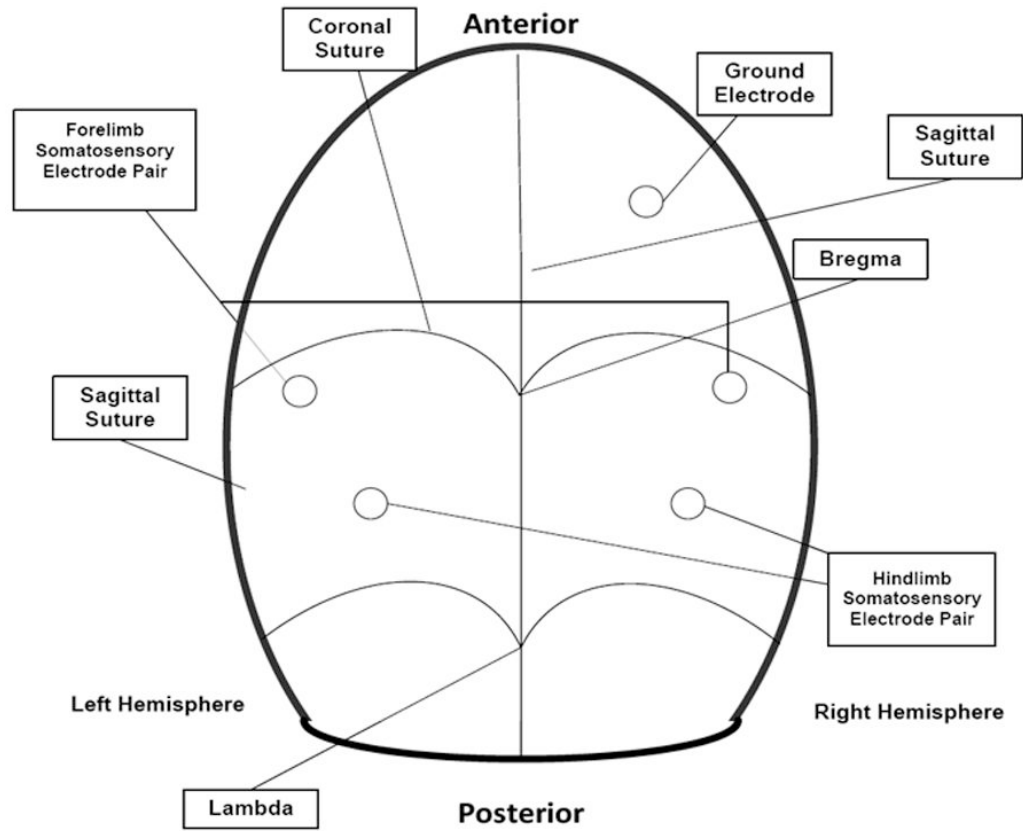 Anterior
Coronal
Suture
Ground
Electrode
Forelimb
Somatosensory
Electrode Pair
Sagittal
Suture
Bregma
Sagittal
Suture
Hindlimb
Somatosensory
Electrode Pair
Left Hemisphere
Right Hemisphere
Lambda
Posterior